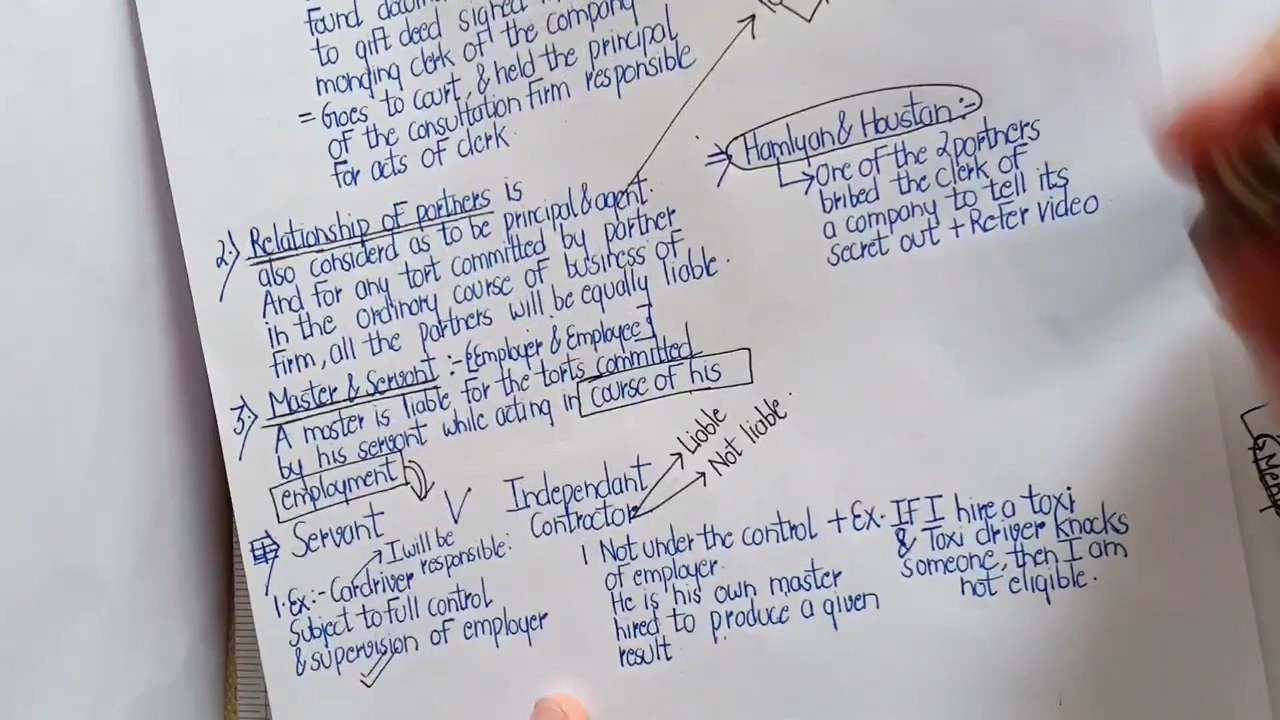 found
to gift deed signed
monding clerk of the company
= Goes to court, & held the principal
of the consultation firm responsible
for acts of clerk.
2.) Relationship of partners is
also considerd as to be principal & agent.
And for any tort committed by partner
in the ordinary course of business of
firm, all the partners will be equally liable.
⇒ Hamlyon & Houstan :-
One of the 2 partners
bribed the clerk of
a company to tell its
secret out + Refer video
3.) Master & Servant :- [Employer & Employee]
A master is liable for the torts committed
by his servant while acting in course of his
employment
Servant V Independant
Contractor
Liable
Not liable.
I will be
responsible.
1. Ex:- Car driver
Subject to full control
& supervision of employer
1 Not under the control
of employer.
He is his own master
hired to produce a given
result
+ Ex. IF I hire a taxi
& Taxi driver knocks
someone, then I am
not eligible.